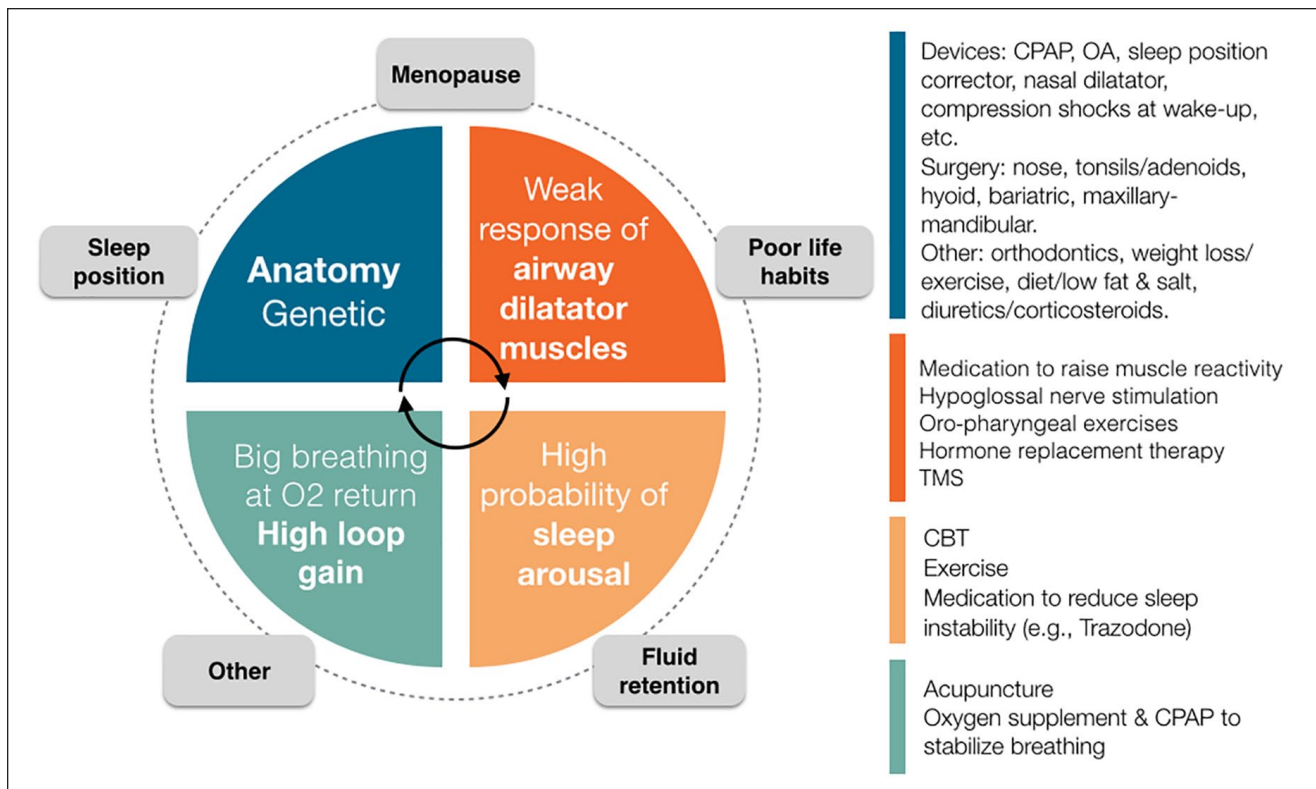 Menopause
Sleep
position
Poor life
habits
Anatomy
Genetic
Weak
response of
airway
dilatator
muscles
Big breathing
at O2 return
High loop
gain
High
probability of
sleep
arousal
Other
Fluid
retention
Devices: CPAP, OA, sleep position
corrector, nasal dilatator,
compression shocks at wake-up,
etc.
Surgery: nose, tonsils/adenoids,
hyoid, bariatric, maxillary-
mandibular.
Other: orthodontics, weight loss/
exercise, diet/low fat & salt,
diuretics/corticosteroids.
Medication to raise muscle reactivity
Hypoglossal nerve stimulation
Oro-pharyngeal exercises
Hormone replacement therapy
TMS
CBT
Exercise
Medication to reduce sleep
instability (e.g., Trazodone)
Acupuncture
Oxygen supplement & CPAP to
stabilize breathing